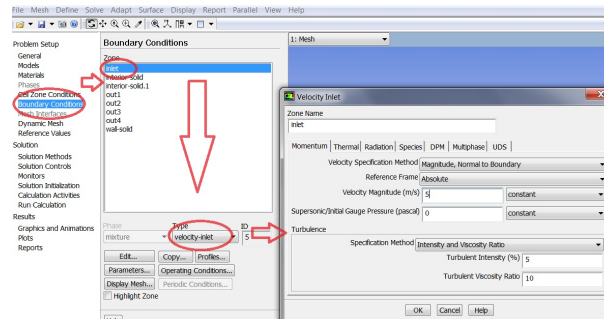 File Mesh Define Solve Adapt Surface Display Report Parallel View Help
Problem Setup
General
Models
Materials
Phases
Cell Zone Conditions
Boundary Conditions
Mesh Interfaces
Dynamic Mesh
Reference Values
Solution
Solution Methods
Solution Controls
Monitors
Solution Initialization
Calculation Activities
Run Calculation
Results
Graphics and Animations
Plots
Reports
Boundary Conditions
Zone
inlet
interior-solid
interior-solid.1
out1
out2
out3
out4
wall-solid
Phase Type ID
mixture velocity-inlet 5
Edit... Copy... Profiles...
Parameters... Operating Conditions...
Display Mesh... Periodic Conditions...
Highlight Zone
1: Mesh
Velocity Inlet
Zone Name
inlet
Momentum Thermal Radiation Species DPM Multiphase UDS
Velocity Specification Method Magnitude, Normal to Boundary
Reference Frame Absolute
Velocity Magnitude (m/s) 5 constant
Supersonic/Initial Gauge Pressure (pascal) 0 constant
Turbulence
Specification Method Intensity and Viscosity Ratio
Turbulent Intensity (%) 5
Turbulent Viscosity Ratio 10
OK Cancel Help